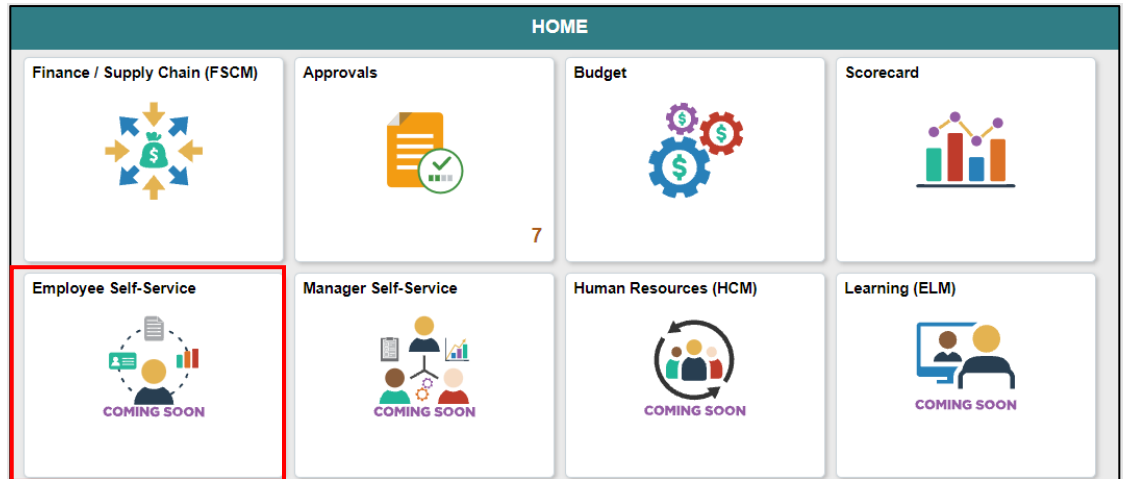 HOME
Finance / Supply Chain (FSCM)
Approvals
7
Budget
Scorecard
Employee Self-Service
COMING SOON
Manager Self-Service
COMING SOON
Human Resources (HCM)
COMING SOON
Learning (ELM)
COMING SOON